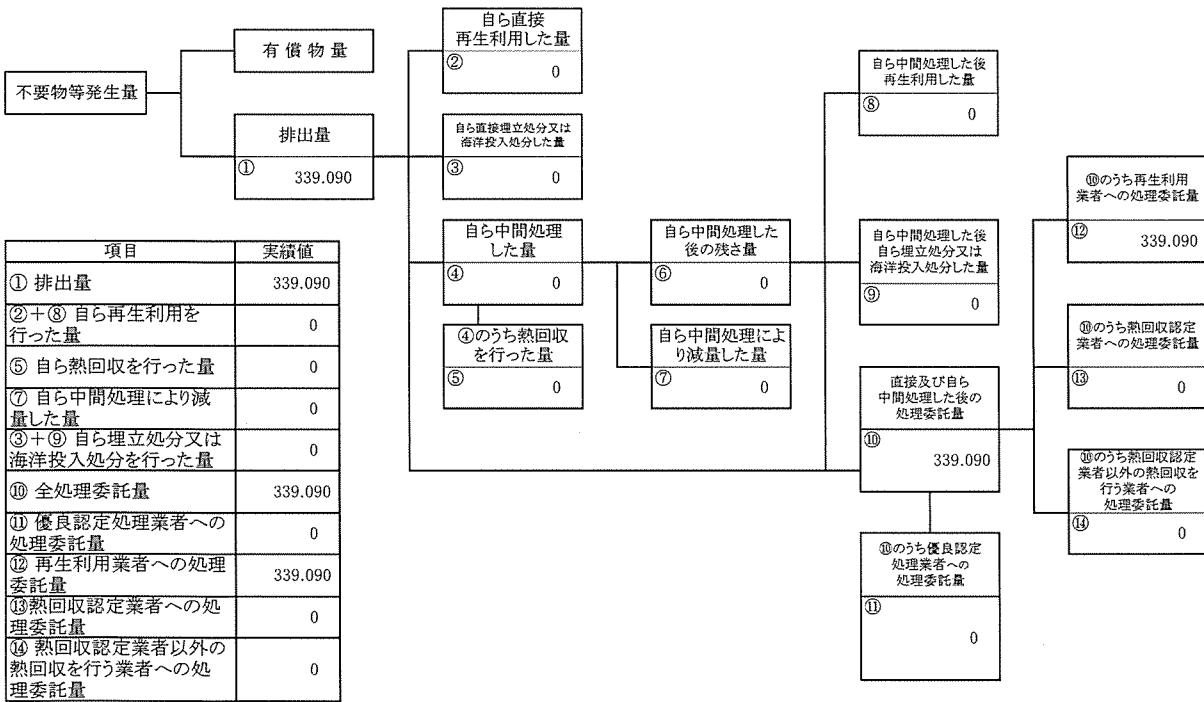 不要物等発生量
有償物量
排出量
①
339.090
自ら直接
再生利用した量
②
0
自ら直接埋立処分又は
海洋投入処分した量
③
0
自ら中間処理
した量
④
0
④のうち熱回収
を行った量
⑤
0
自ら中間処理した
後の残さ量
⑥
0
自ら中間処理によ
り減量した量
⑦
0
自ら中間処理した後
再生利用した量
⑧
0
自ら中間処理した後
自ら埋立処分又は
海洋投入処分した量
⑨
0
直接及び自ら
中間処理した後の
処理委託量
⑩
339.090
⑩のうち優良認定
処理業者への
処理委託量
⑪
0
⑩のうち再生利用
業者への処理委託量
⑫
339.090
⑩のうち熱回収認定
業者への処理委託量
⑬
0
⑩のうち熱回収認定
業者以外の熱回収を
行う業者への
処理委託量
⑭
0
項目 実績値
① 排出量 339.090
②+⑧ 自ら再生利用を
行った量 0
⑤ 自ら熱回収を行った量 0
⑦ 自ら中間処理により減
量した量 0
③+⑨ 自ら埋立処分又は
海洋投入処分を行った量 0
⑩ 全処理委託量 339.090
⑪ 優良認定処理業者への
処理委託量 0
⑫ 再生利用業者への処理
委託量 339.090
⑬熱回収認定業者への処
理委託量 0
⑭ 熱回収認定業者以外の
熱回収を行う業者への処
理委託量 0